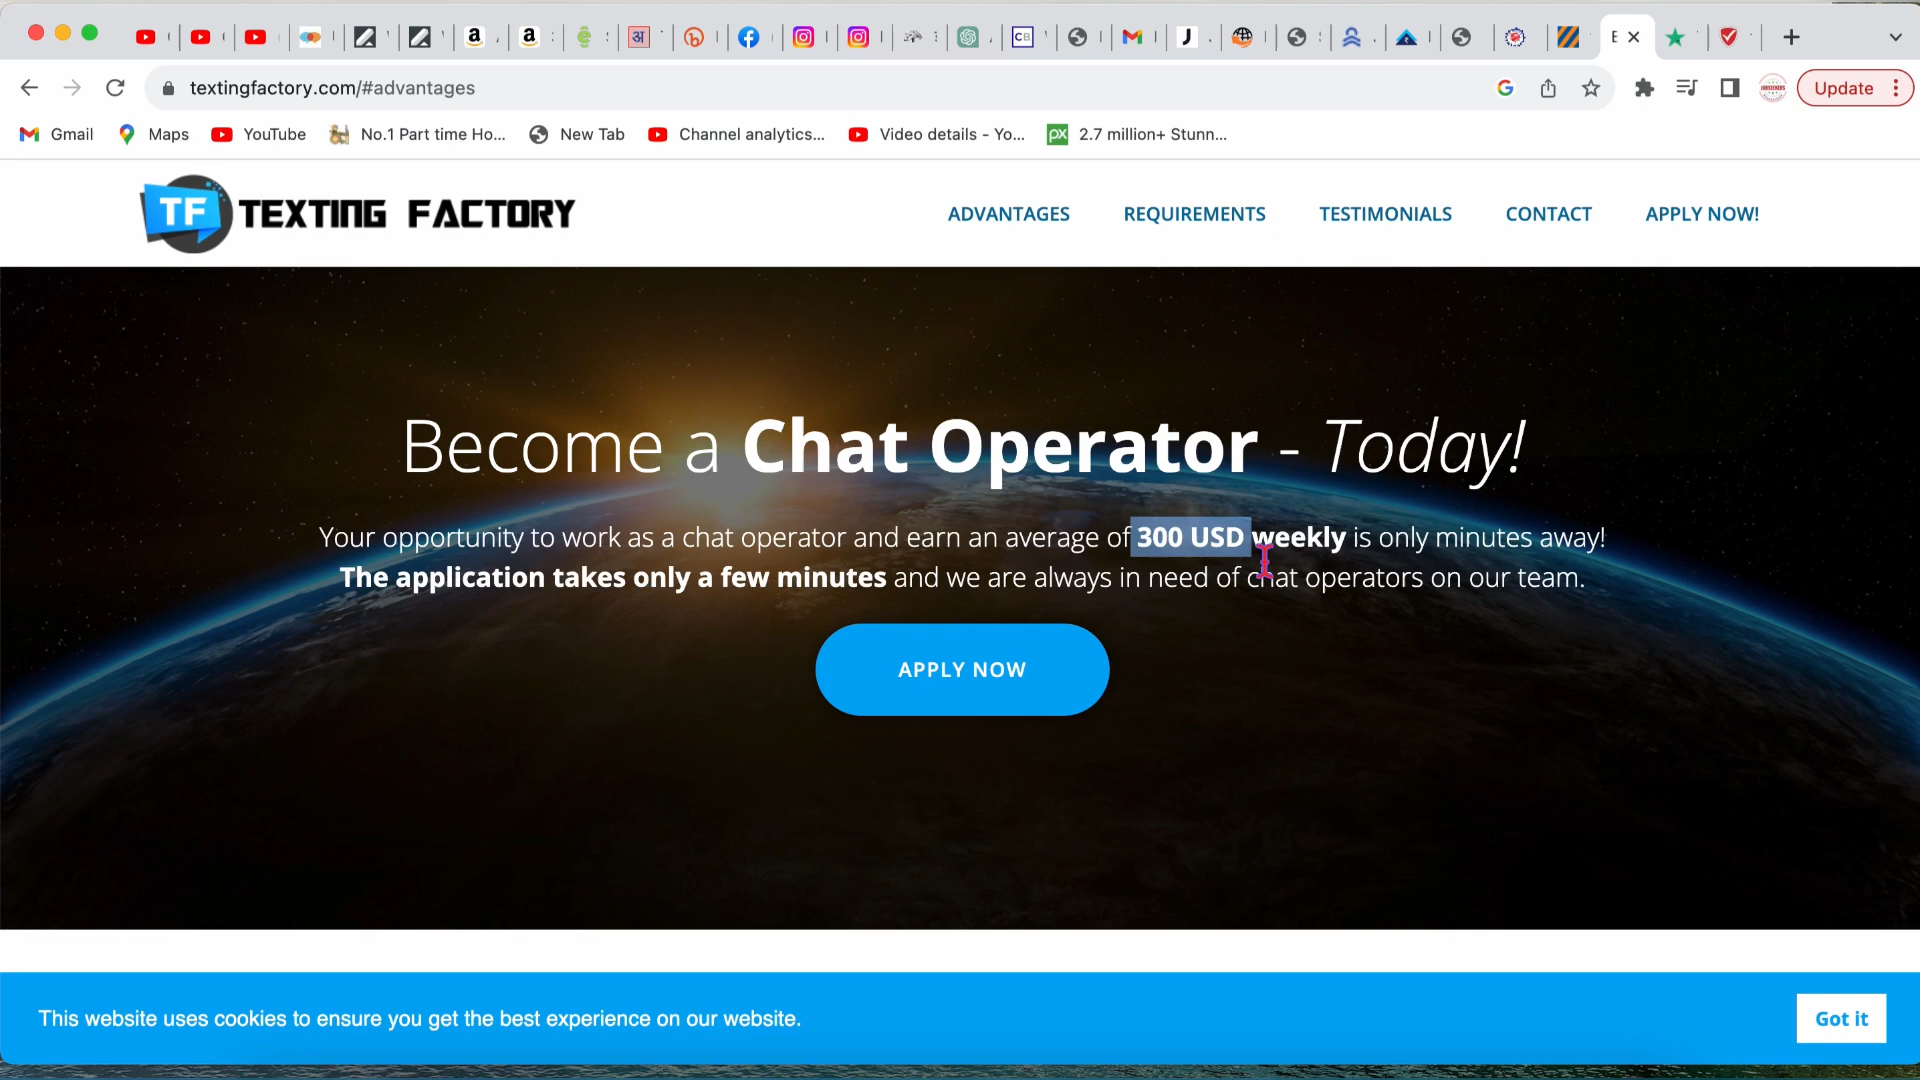 E
textingfactory.com/#advantages
Update
Gmail
Maps
YouTube
No.1 Part time Ho...
New Tab
Channel analytics...
Video details - Yo...
2.7 million+ Stunn...
TF TEXTING FACTORY
ADVANTAGES
REQUIREMENTS
TESTIMONIALS
CONTACT
APPLY NOW!
Become a Chat Operator - Today!
Your opportunity to work as a chat operator and earn an average of 300 USD weekly is only minutes away!
The application takes only a few minutes and we are always in need of chat operators on our team.
APPLY NOW
This website uses cookies to ensure you get the best experience on our website.
Got it